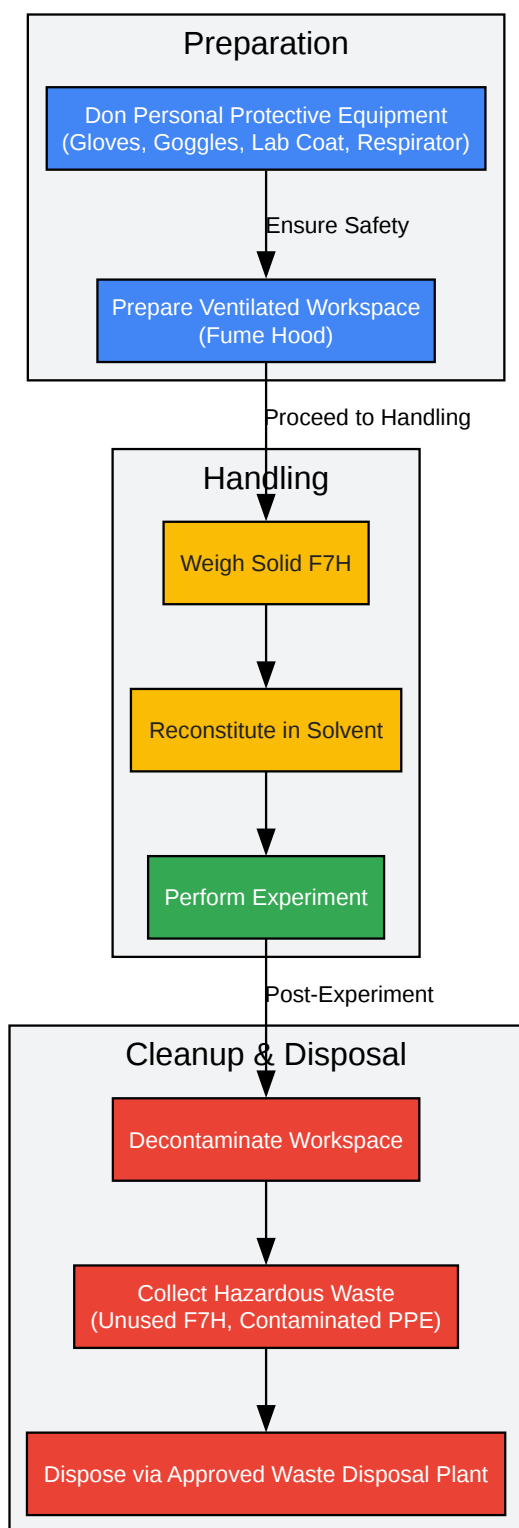 Preparation
Don Personal Protective Equipment
(Gloves, Goggles, Lab Coat, Respirator)
Ensure Safety
Prepare Ventilated Workspace
(Fume Hood)
Proceed to Handling
Handling
Weigh Solid F7H
Reconstitute in Solvent
Perform Experiment
Post-Experiment
Cleanup & Disposal
Decontaminate Workspace
Collect Hazardous Waste
(Unused F7H, Contaminated PPE)
Dispose via Approved Waste Disposal Plant